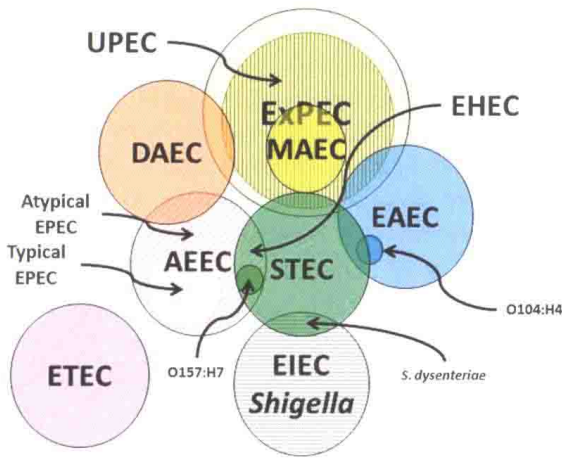 UPEC
ExPEC
EHEC
MAEC
DAEC
Atypical
EPEC
EAEC
Typical
EPEC
AEEC
STEC
O104:H4
O157:H7
EIEC
S. dysenteriae
ETEC
Shigella